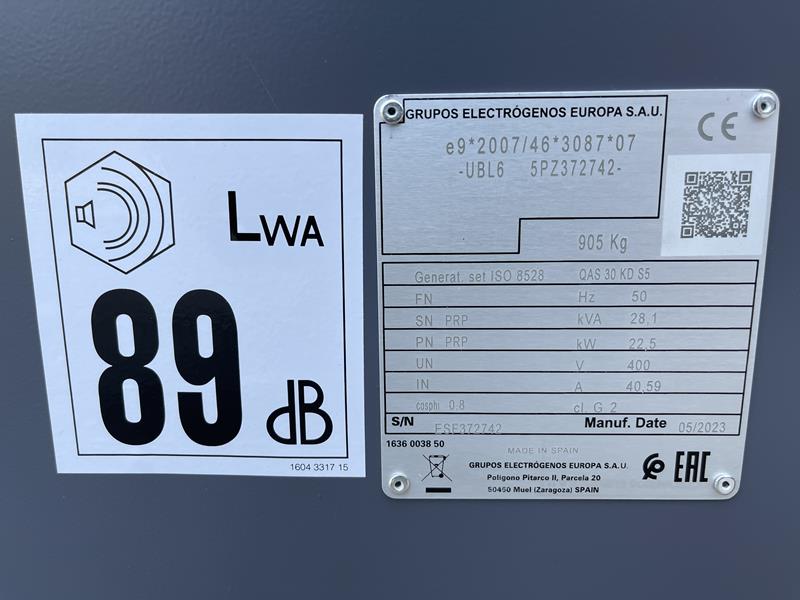 LWA
89 dB
1604 3317 15
GRUPOS ELECTRÓGENOS EUROPA S.A.U.
e9*2007/46*3087*07
-UBL6 5PZ372742-
905 Kg
CE
Generat. set ISO 8528 QAS 30 KD S5
FN Hz 50
SN PRP kVA 28,1
PN PRP kW 22,5
UN V 400
IN A 40,59
cosphi 0.8 cl. G 2
S/N ESF372742 Manuf. Date 05/2023
1636 0038 50
MADE IN SPAIN
GRUPOS ELECTRÓGENOS EUROPA S.A.U.
Polígono Pitarco II, Parcela 20
50450 Muel (Zaragoza) SPAIN
EAC